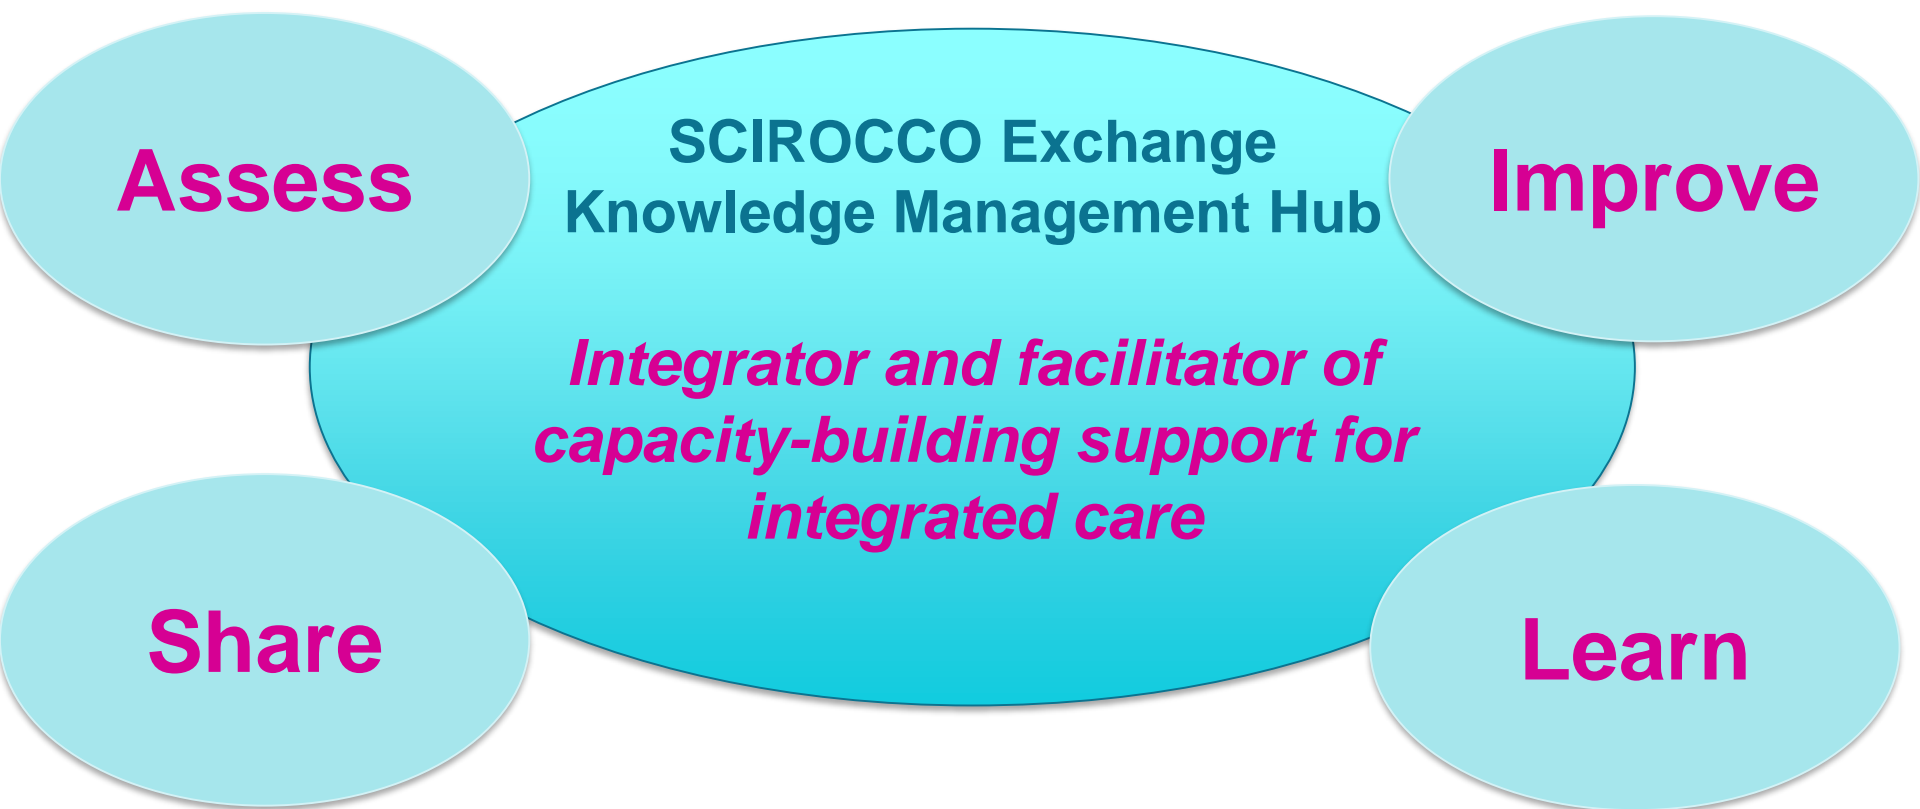 Assess
SCIROCCO Exchange
Knowledge Management Hub
Improve
Integrator and facilitator of
capacity-building support for
integrated care
Share
Learn